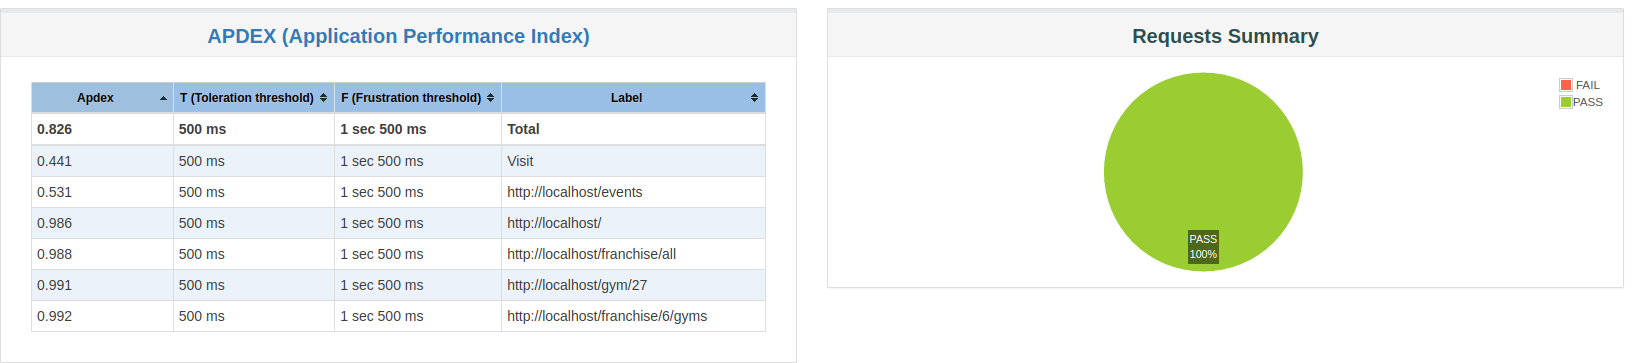 APDEX (Application Performance Index)
Apdex T (Toleration threshold) F (Frustration threshold) Label
0.826 500 ms 1 sec 500 ms Total
0.441 500 ms 1 sec 500 ms Visit
0.531 500 ms 1 sec 500 ms http://localhost/events
0.986 500 ms 1 sec 500 ms http://localhost/
0.988 500 ms 1 sec 500 ms http://localhost/franchise/all
0.991 500 ms 1 sec 500 ms http://localhost/gym/27
0.992 500 ms 1 sec 500 ms http://localhost/franchise/6/gyms
Requests Summary
FAIL
PASS
PASS
100%